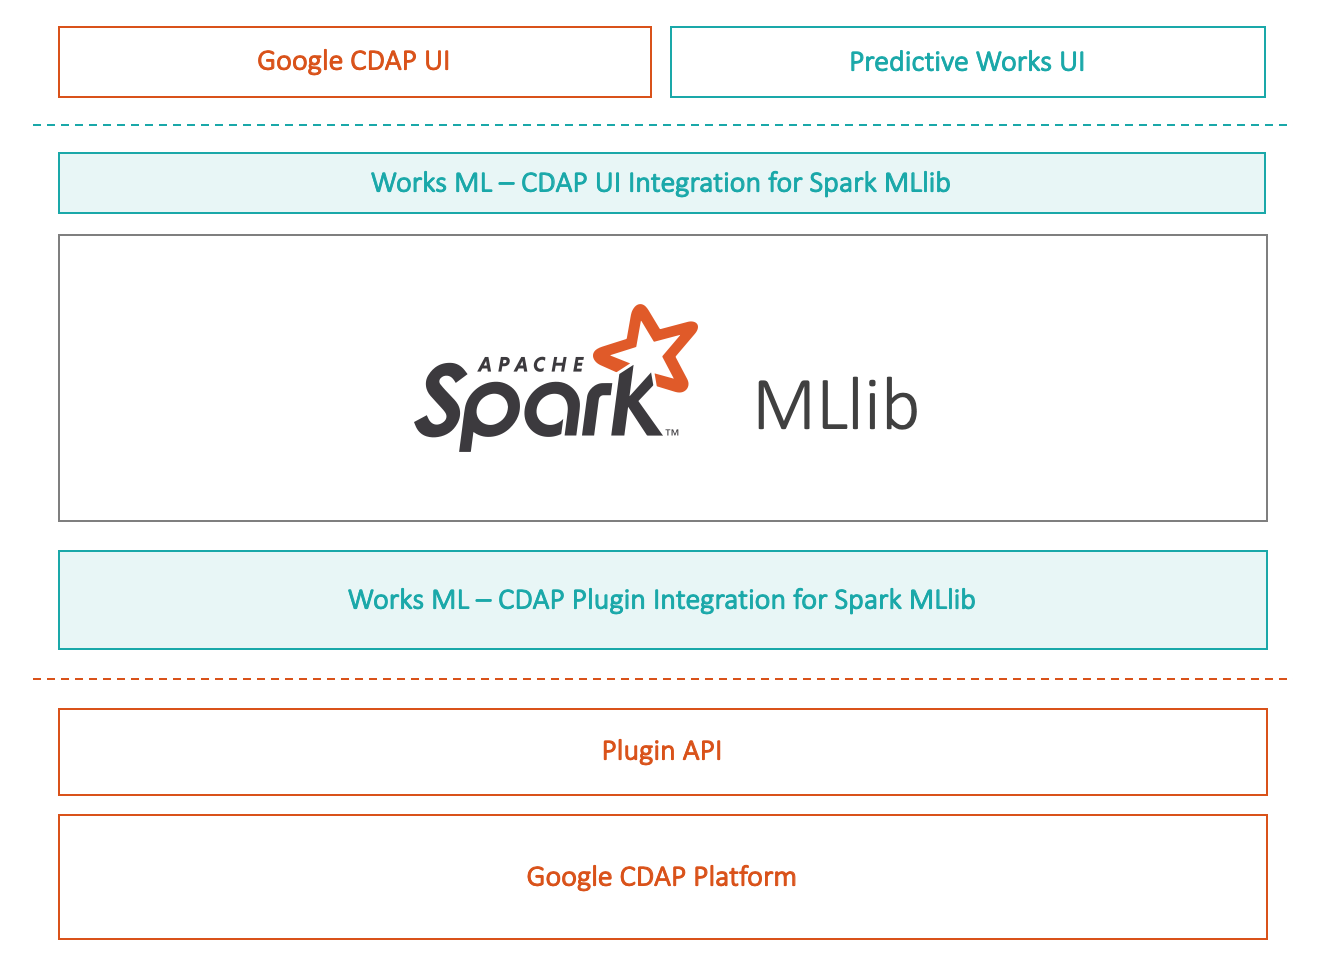 Google CDAP UI
Predictive Works UI
Works ML – CDAP UI Integration for Spark MLlib
APACHE
Spark™
MLlib
Works ML – CDAP Plugin Integration for Spark MLlib
Plugin API
Google CDAP Platform